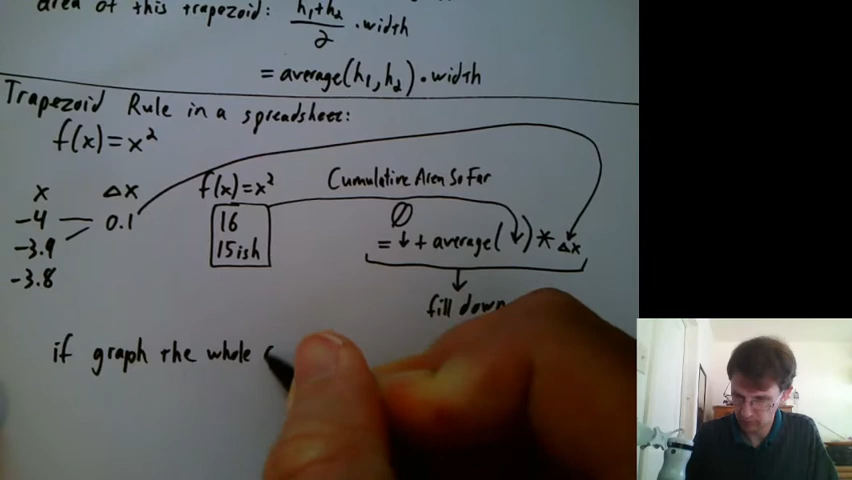 area of this trapezoid: h₁+h₂/2 · width
= average(h₁, h₂) · width
Trapezoid Rule in a spreadsheet:
f(x) = x²
x Δx f(x) = x² Cumulative Area So Far
-4 0.1 16 0
-3.9 15ish = ↓ + average(↓) * Δx
-3.8
fill down
if graph the whole